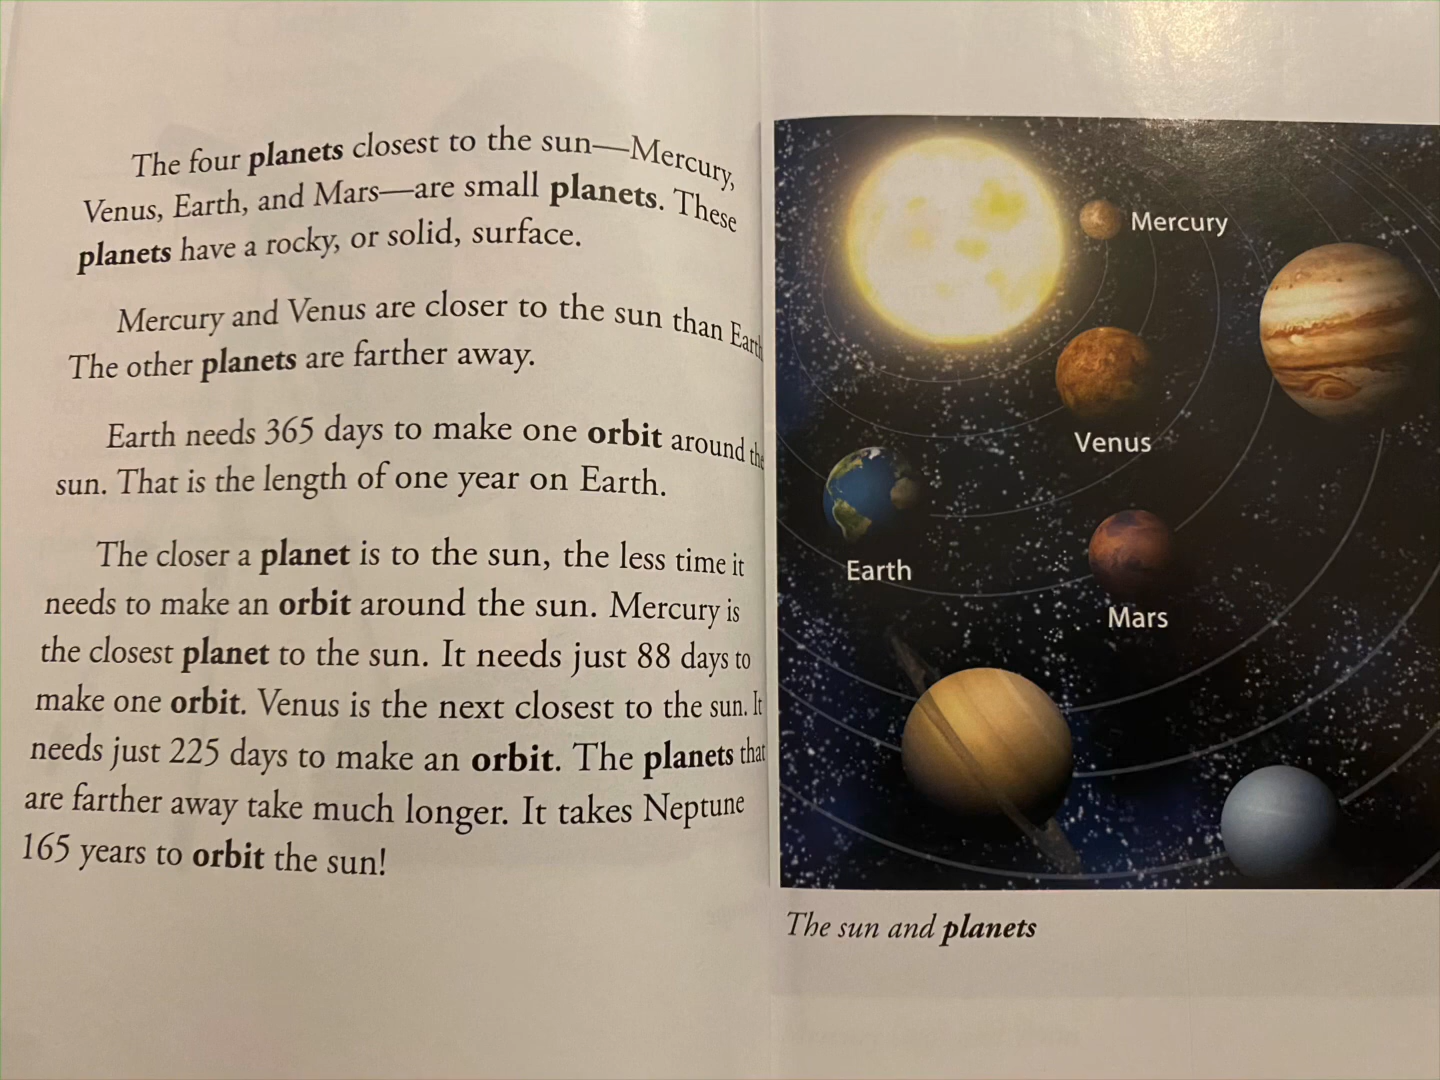 The four planets closest to the sun—Mercury,
Venus, Earth, and Mars—are small planets. These
planets have a rocky, or solid, surface.
Mercury and Venus are closer to the sun than Earth
The other planets are farther away.
Earth needs 365 days to make one orbit around the
sun. That is the length of one year on Earth.
The closer a planet is to the sun, the less time it
needs to make an orbit around the sun. Mercury is
the closest planet to the sun. It needs just 88 days to
make one orbit. Venus is the next closest to the sun. It
needs just 225 days to make an orbit. The planets that
are farther away take much longer. It takes Neptune
165 years to orbit the sun!
Mercury
Venus
Earth
Mars
The sun and planets